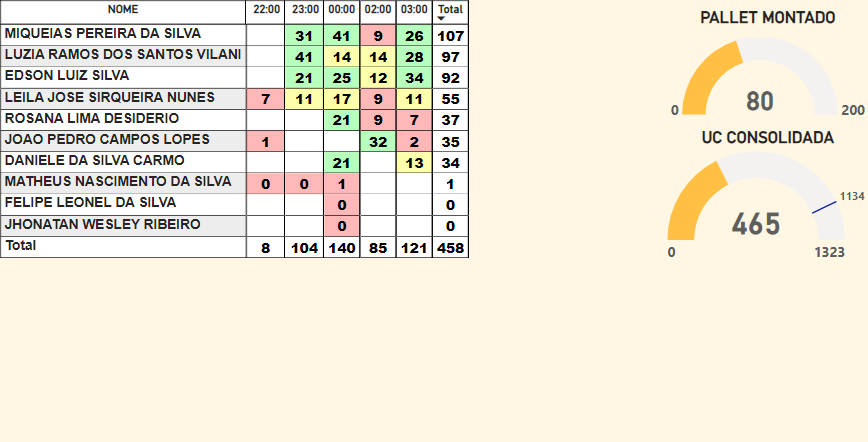 NOME 22:00 23:00 00:00 02:00 03:00 Total
MIQUEIAS PEREIRA DA SILVA 31 41 9 26 107
LUZIA RAMOS DOS SANTOS VILANI 41 14 14 28 97
EDSON LUIZ SILVA 21 25 12 34 92
LEILA JOSE SIRQUEIRA NUNES 7 11 17 9 11 55
ROSANA LIMA DESIDERIO 21 9 7 37
JOAO PEDRO CAMPOS LOPES 1 32 2 35
DANIELE DA SILVA CARMO 21 13 34
MATHEUS NASCIMENTO DA SILVA 0 0 1 1
FELIPE LEONEL DA SILVA 0 0
JHONATAN WESLEY RIBEIRO 0 0
Total 8 104 140 85 121 458
PALLET MONTADO
80
0 200
UC CONSOLIDADA
1134
465
0 1323